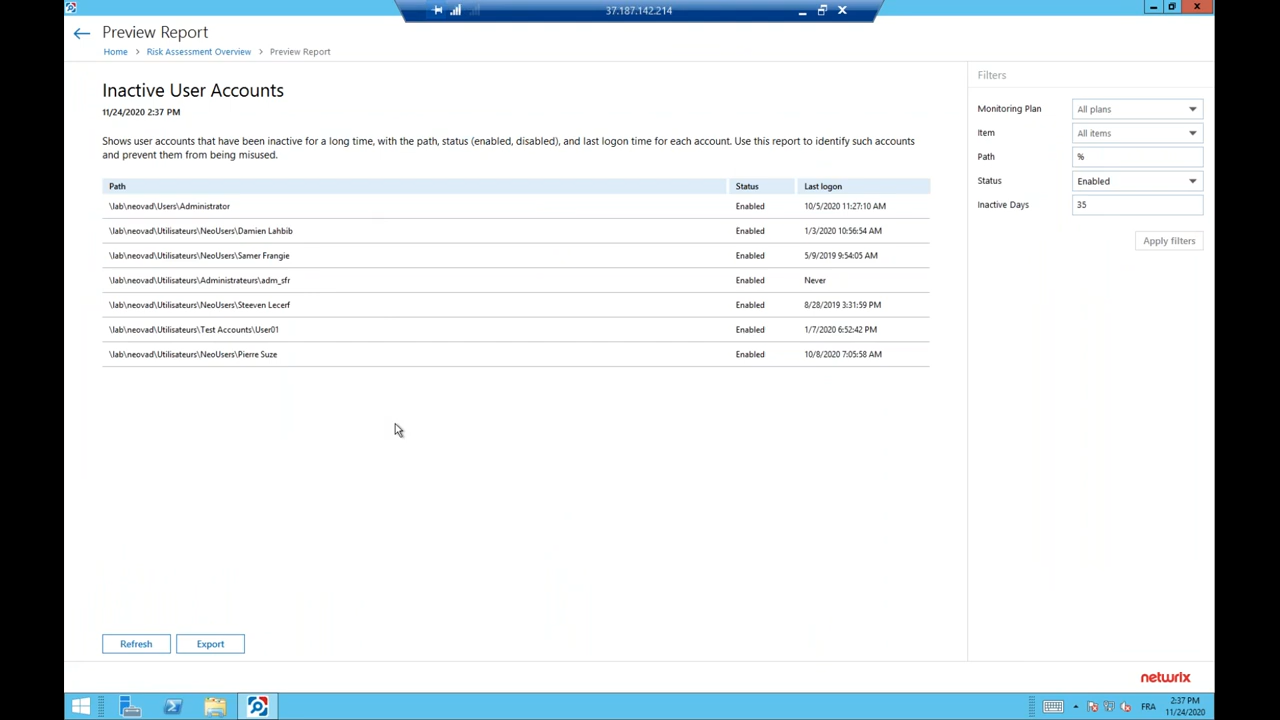 37.187.142.214
Preview Report
Home > Risk Assessment Overview > Preview Report
Inactive User Accounts
11/24/2020 2:37 PM
Shows user accounts that have been inactive for a long time, with the path, status (enabled, disabled), and last logon time for each account. Use this report to identify such accounts
and prevent them from being misused.
Path Status Last logon
\lab\neovad\Users\Administrator Enabled 10/5/2020 11:27:10 AM
\lab\neovad\Utilisateurs\NeoUsers\Damien Lahbib Enabled 1/3/2020 10:56:54 AM
\lab\neovad\Utilisateurs\NeoUsers\Samer Frangie Enabled 5/9/2019 9:54:05 AM
\lab\neovad\Utilisateurs\Administrateurs\adm_sfr Enabled Never
\lab\neovad\Utilisateurs\NeoUsers\Steeven Lecerf Enabled 8/28/2019 3:31:59 PM
\lab\neovad\Utilisateurs\Test Accounts\User01 Enabled 1/7/2020 6:52:42 PM
\lab\neovad\Utilisateurs\NeoUsers\Pierre Suze Enabled 10/8/2020 7:05:58 AM
Filters
Monitoring Plan All plans
Item All items
Path %
Status Enabled
Inactive Days 35
Apply filters
Refresh Export
netwrix
FRA 2:37 PM
11/24/2020